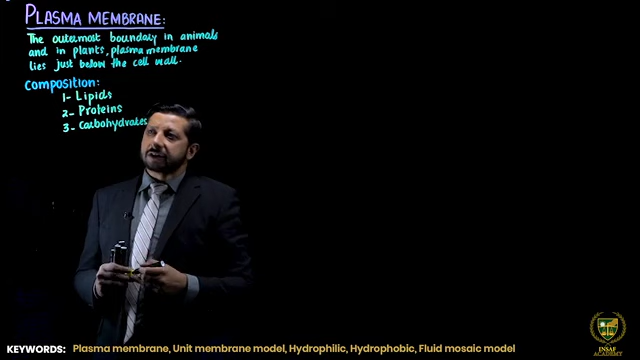 PLASMA MEMBRANE:
The outermost boundary in animals
and in plants, plasma membrane
lies just below the cell wall.
Composition:
1- Lipids
2- Proteins
3- Carbohydrates
KEYWORDS: Plasma membrane, Unit membrane model, Hydrophilic, Hydrophobic, Fluid mosaic model
INSAF
ACADEMY